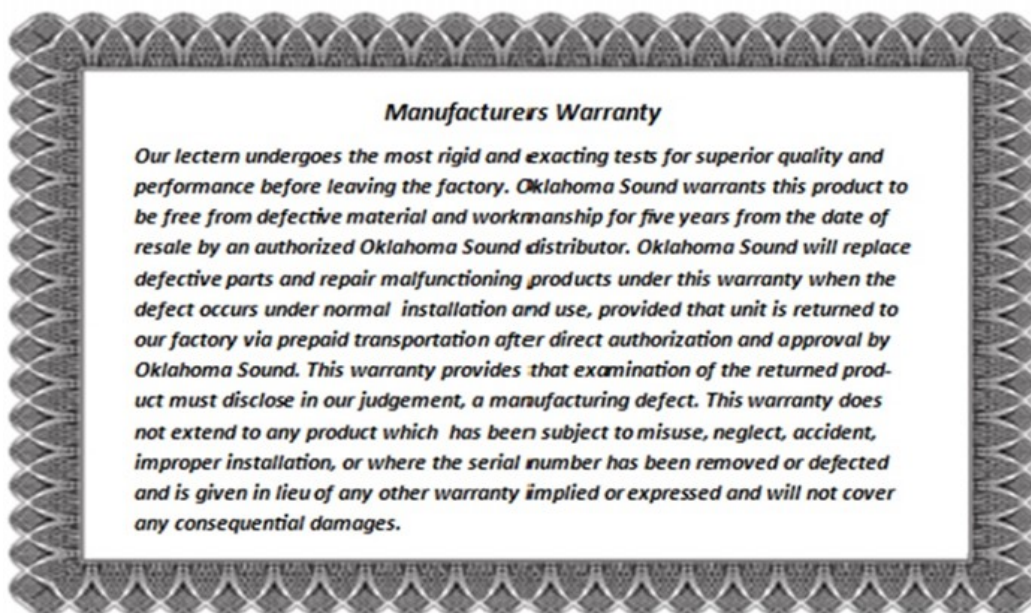 Manufacturers Warranty
Our lectern undergoes the most rigid and exacting tests for superior quality and
performance before leaving the factory. Oklahoma Sound warrants this product to
be free from defective material and workmanship for five years from the date of
resale by an authorized Oklahoma Sound distributor. Oklahoma Sound will replace
defective parts and repair malfunctioning products under this warranty when the
defect occurs under normal installation and use, provided that unit is returned to
our factory via prepaid transportation after direct authorization and approval by
Oklahoma Sound. This warranty provides that examination of the returned prod-
uct must disclose in our judgement, a manufacturing defect. This warranty does
not extend to any product which has been subject to misuse, neglect, accident,
improper installation, or where the serial number has been removed or defected
and is given in lieu of any other warranty implied or expressed and will not cover
any consequential damages.